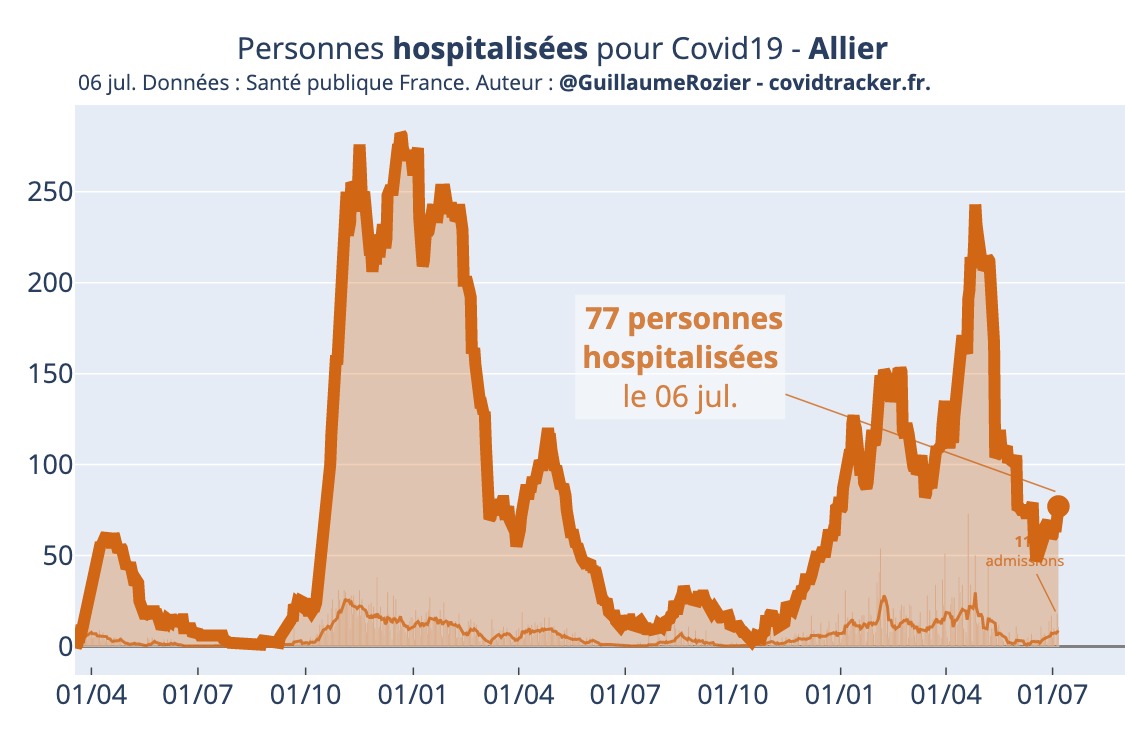 Personnes hospitalisées pour Covid19 - Allier
06 jul. Données : Santé publique France. Auteur : @GuillaumeRozier - covidtracker.fr.
250
200
150
100
50
0
77 personnes
hospitalisées
le 06 jul.
admissions
01/04 01/07 01/10 01/01 01/04 01/07 01/10 01/01 01/04 01/07